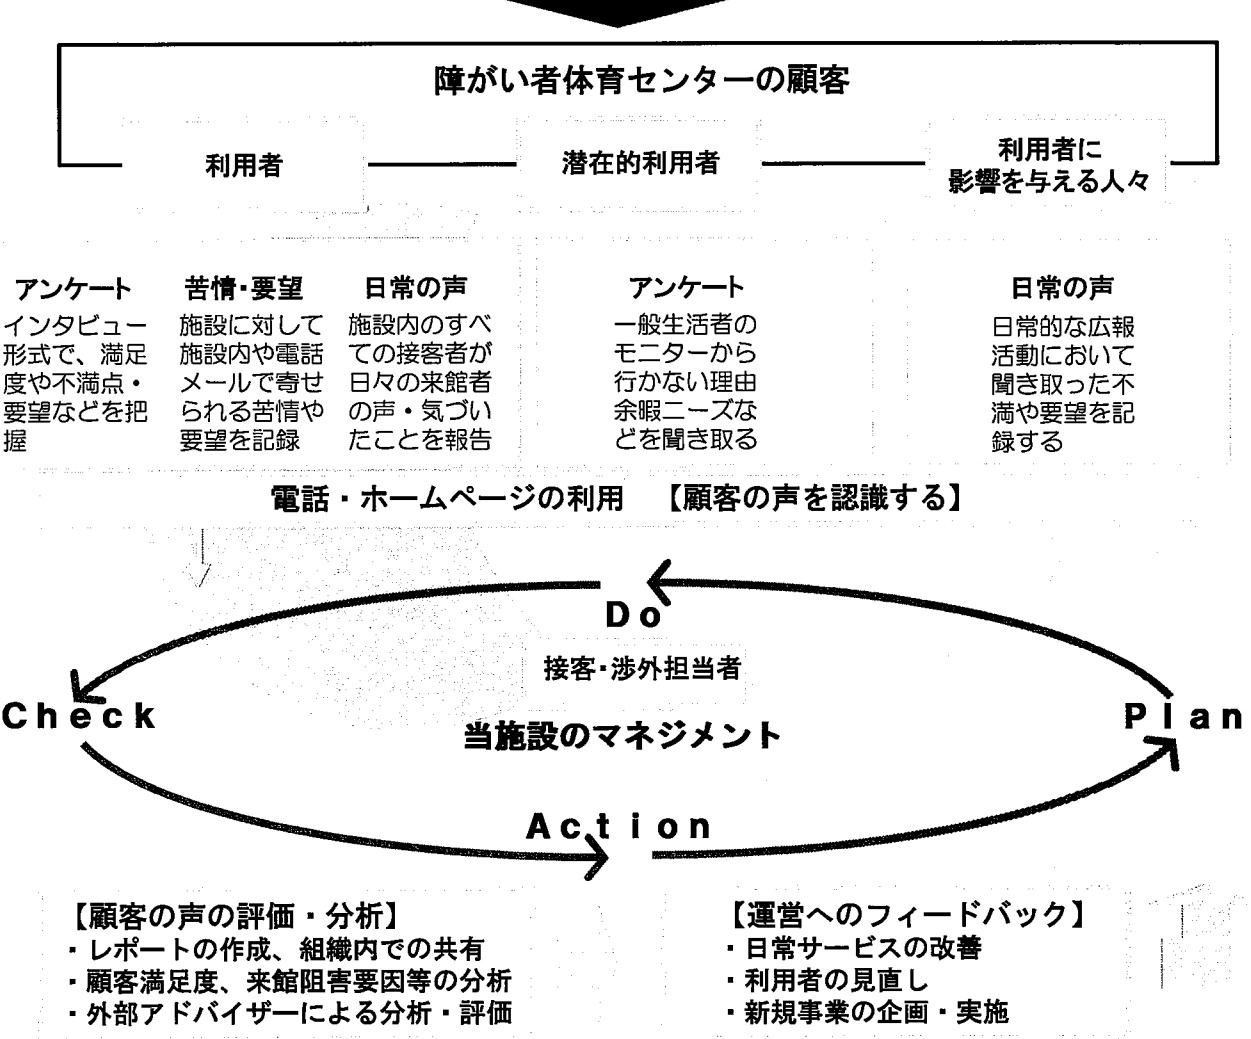 障がい者体育センターの顧客
利用者
潜在的利用者
利用者に
影響を与える人々
アンケート
インタビュー
形式で、満足
度や不満点・
要望などを把
握
苦情・要望
施設に対して
施設内や電話
メールで寄せ
られる苦情や
要望を記録
日常の声
施設内のすべ
ての接客者が
日々の来館者
の声・気づい
たことを報告
アンケート
一般生活者の
モニターから
行かない理由
余暇ニーズな
どを聞き取る
日常の声
日常的な広報
活動において
聞き取った不
満や要望を記
録する
電話・ホームページの利用　【顧客の声を認識する】
Do
接客・渉外担当者
Check
Plan
当施設のマネジメント
Action
【顧客の声の評価・分析】
・レポートの作成、組織内での共有
・顧客満足度、来館阻害要因等の分析
・外部アドバイザーによる分析・評価
【運営へのフィードバック】
・日常サービスの改善
・利用者の見直し
・新規事業の企画・実施